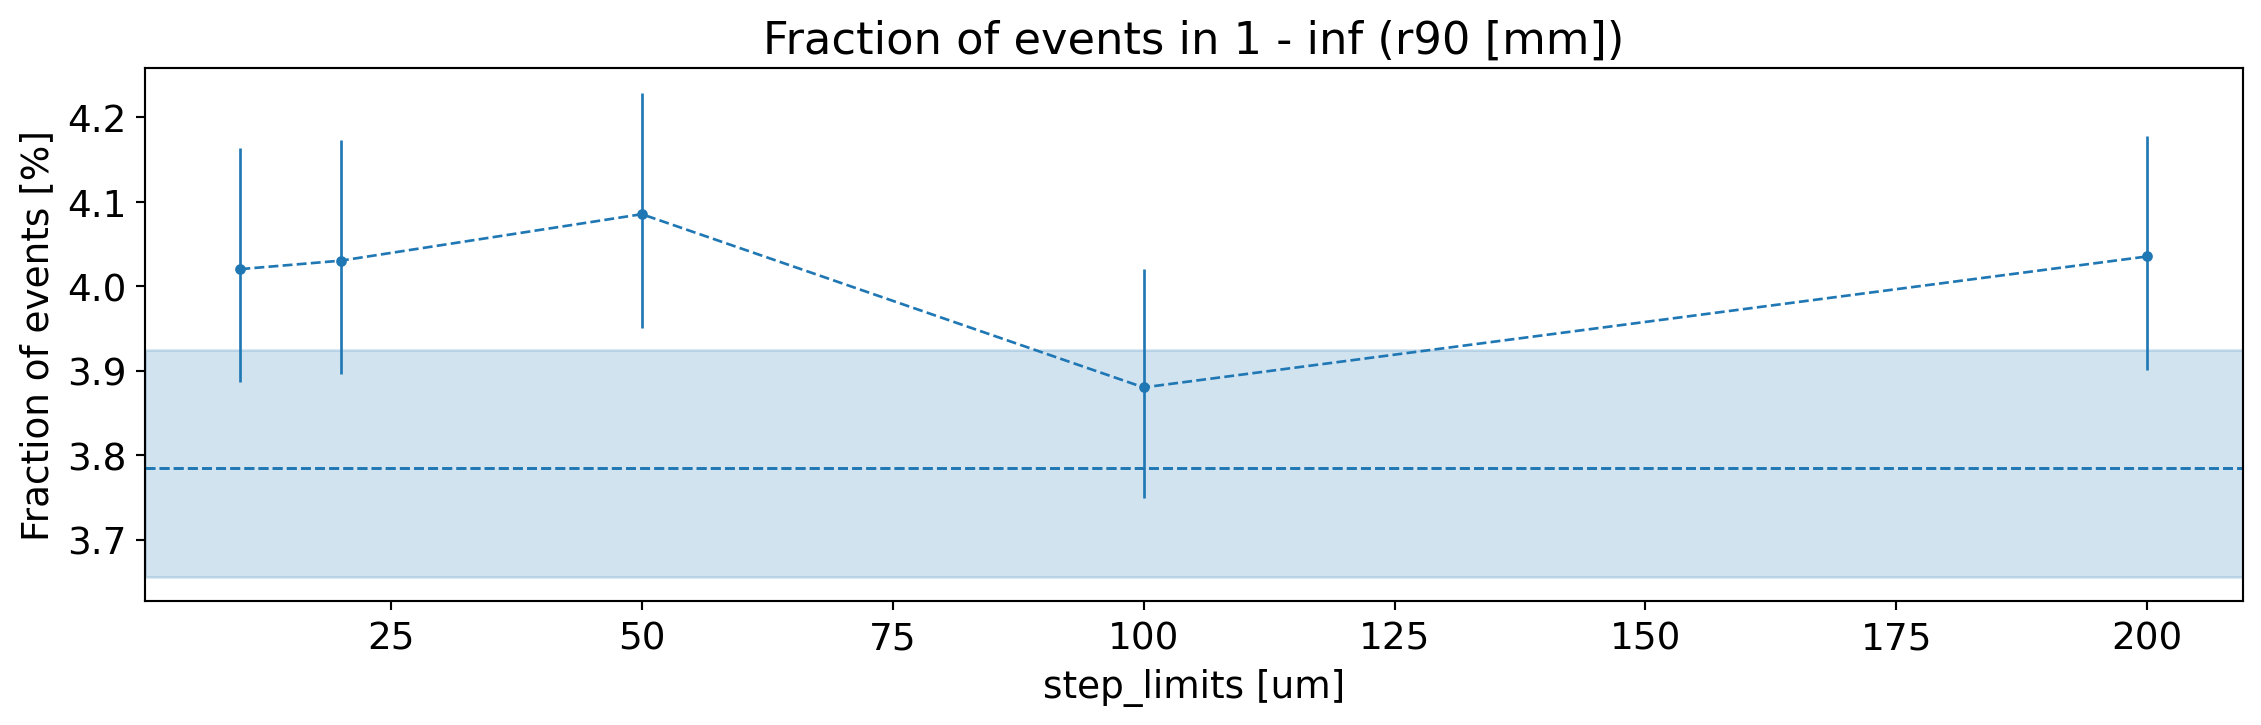 Fraction of events in 1 - inf (r90 [mm])
Fraction of events [%]
4.2
4.1
4.0
3.9
3.8
3.7
25 50 75 100 125 150 175 200
step_limits [um]